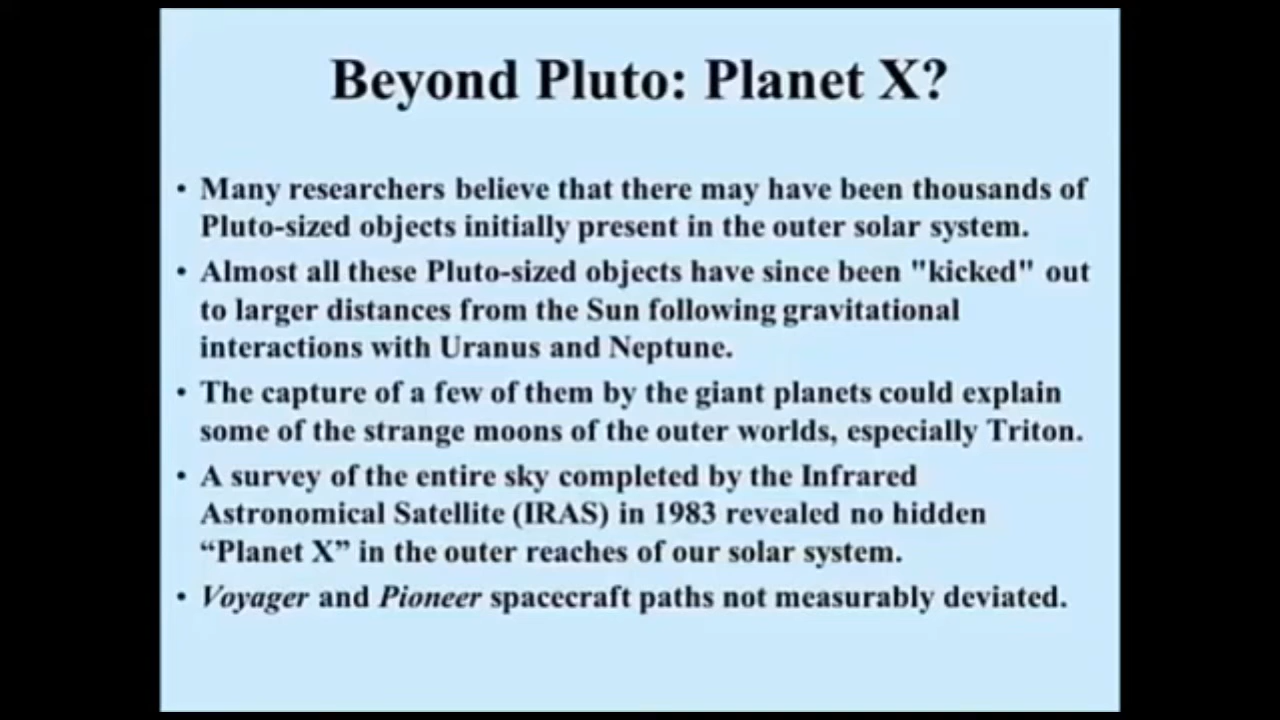 Beyond Pluto: Planet X?
• Many researchers believe that there may have been thousands of
Pluto-sized objects initially present in the outer solar system.
• Almost all these Pluto-sized objects have since been "kicked" out
to larger distances from the Sun following gravitational
interactions with Uranus and Neptune.
• The capture of a few of them by the giant planets could explain
some of the strange moons of the outer worlds, especially Triton.
• A survey of the entire sky completed by the Infrared
Astronomical Satellite (IRAS) in 1983 revealed no hidden
“Planet X” in the outer reaches of our solar system.
• Voyager and Pioneer spacecraft paths not measurably deviated.